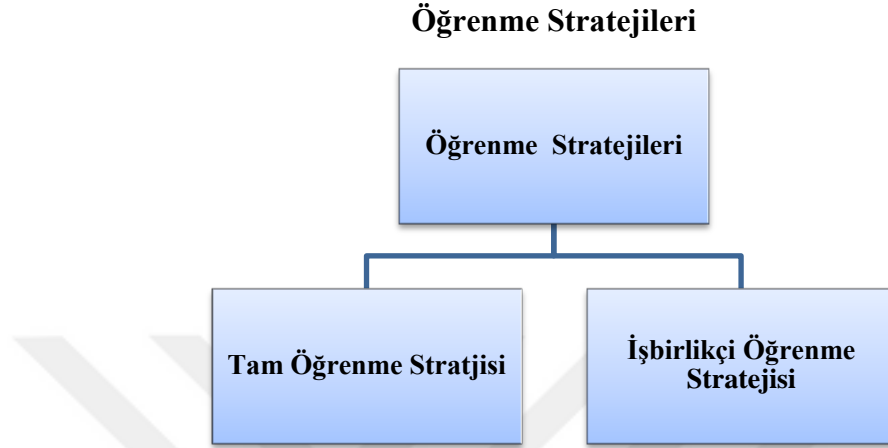 Öğrenme Stratejileri
Öğrenme Stratejileri
Tam Öğrenme Stratjisi
İşbirlikçi Öğrenme
Stratejisi